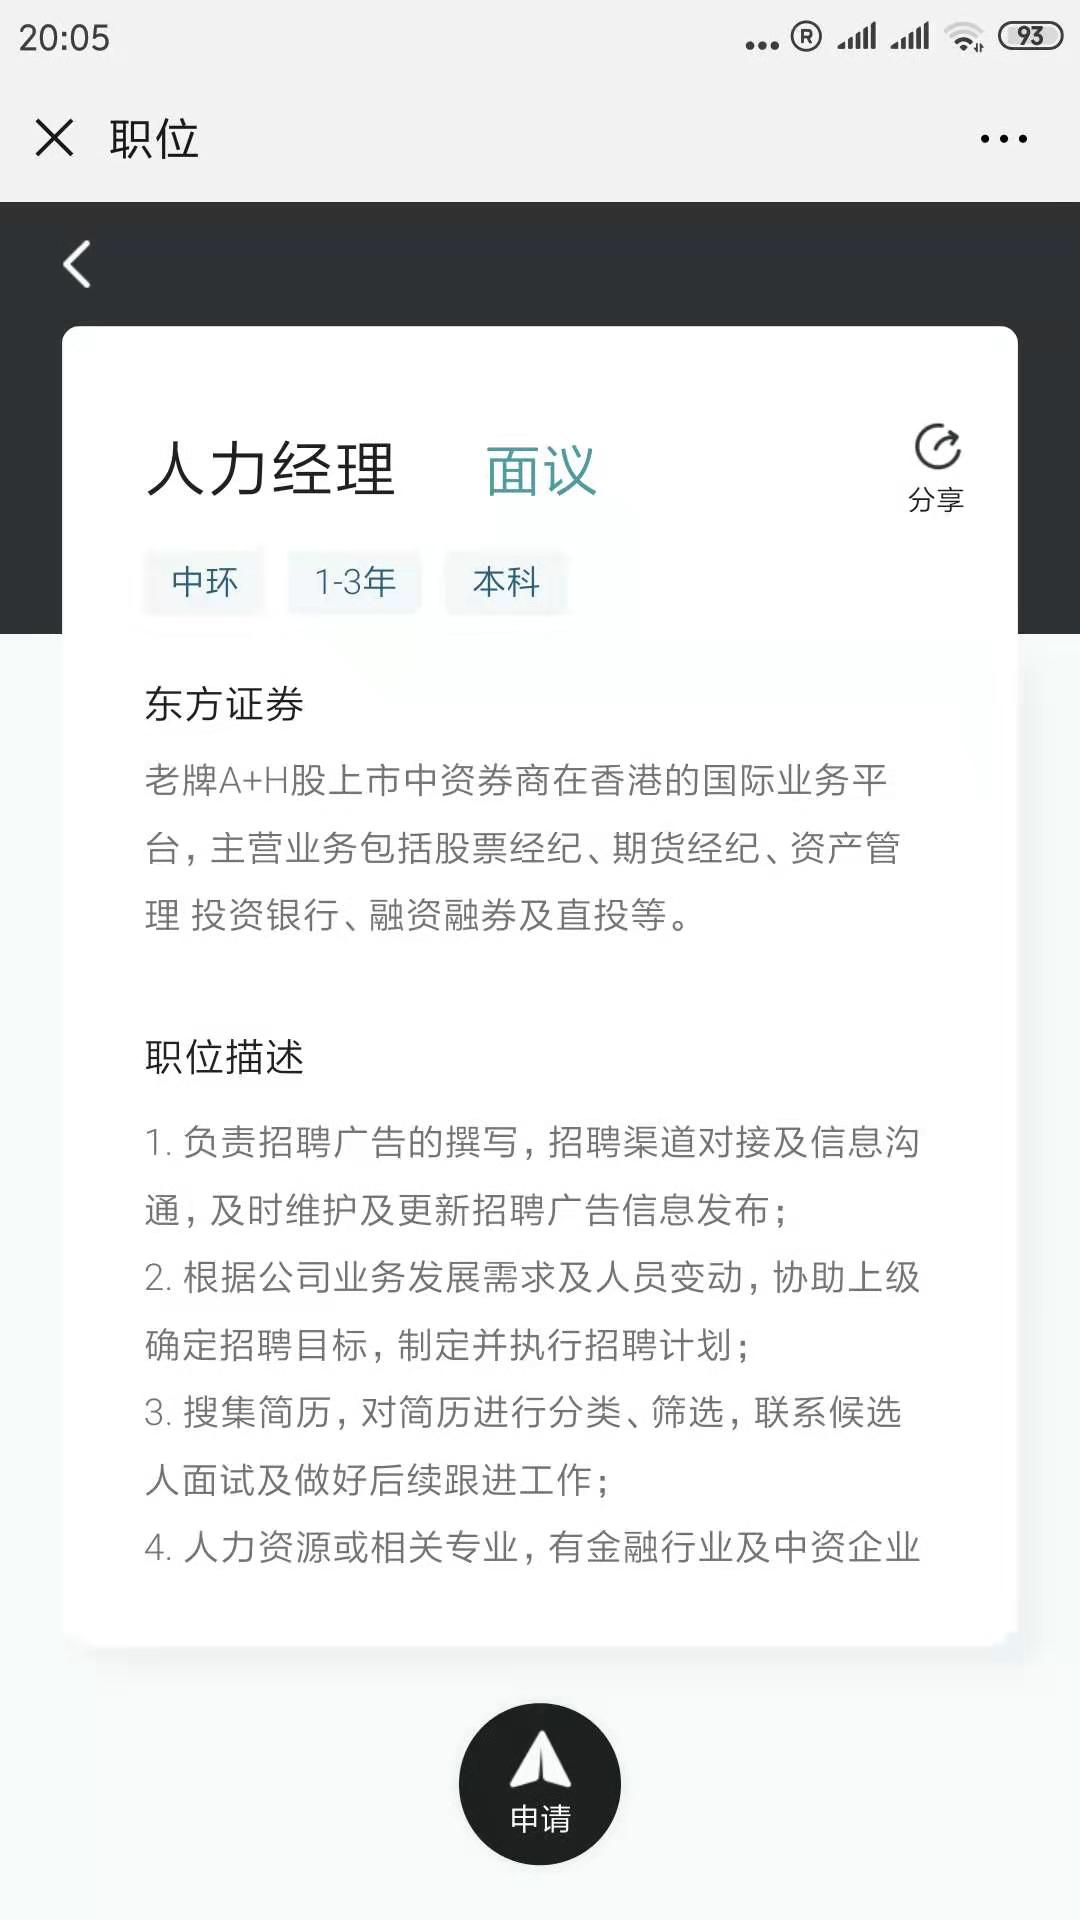 20:05
93
职位
人力经理 面议
分享
中环 1-3年 本科
东方证券
老牌A+H股上市中资券商在香港的国际业务平
台，主营业务包括股票经纪、期货经纪、资产管
理 投资银行、融资融券及直投等。
职位描述
1. 负责招聘广告的撰写，招聘渠道对接及信息沟
通，及时维护及更新招聘广告信息发布；
2. 根据公司业务发展需求及人员变动，协助上级
确定招聘目标，制定并执行招聘计划；
3. 搜集简历，对简历进行分类、筛选，联系候选
人面试及做好后续跟进工作；
4. 人力资源或相关专业，有金融行业及中资企业
申请